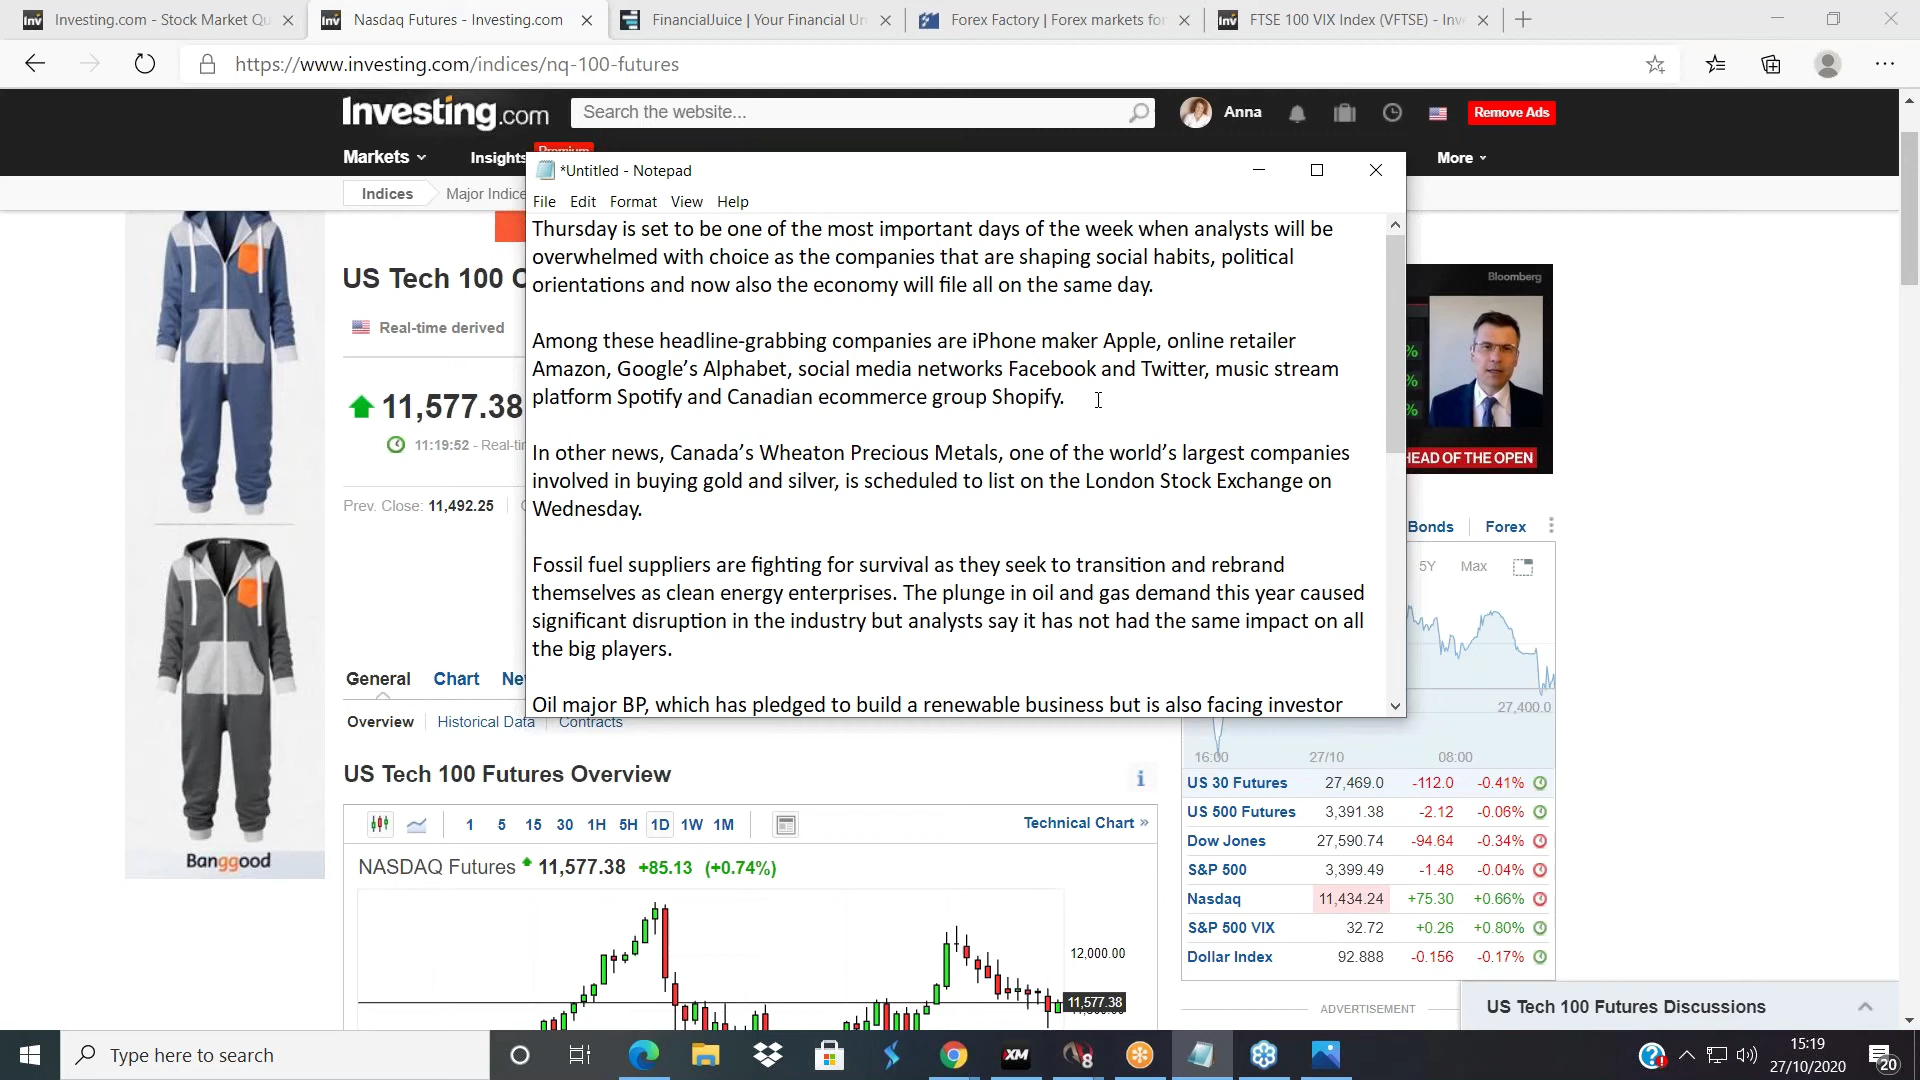 Investing.com - Stock Market Qu
Nasdaq Futures - Investing.com
FinancialJuice | Your Financial Un
Forex Factory | Forex markets for
FTSE 100 VIX Index (VFTSE) - Inve
https://www.investing.com/indices/nq-100-futures
Investing.com
Search the website...
Anna
Remove Ads
Markets
Insights
Premium
More
Indices
Major Indice
*Untitled - Notepad
File Edit Format View Help
Thursday is set to be one of the most important days of the week when analysts will be
overwhelmed with choice as the companies that are shaping social habits, political
orientations and now also the economy will file all on the same day.
Among these headline-grabbing companies are iPhone maker Apple, online retailer
Amazon, Google’s Alphabet, social media networks Facebook and Twitter, music stream
platform Spotify and Canadian ecommerce group Shopify.
In other news, Canada’s Wheaton Precious Metals, one of the world’s largest companies
involved in buying gold and silver, is scheduled to list on the London Stock Exchange on
Wednesday.
Fossil fuel suppliers are fighting for survival as they seek to transition and rebrand
themselves as clean energy enterprises. The plunge in oil and gas demand this year caused
significant disruption in the industry but analysts say it has not had the same impact on all
the big players.
Oil major BP, which has pledged to build a renewable business but is also facing investor
US Tech 100
Real-time derived
11,577.38
11:19:52 - Real-ti
Prev. Close: 11,492.25
General Chart Ne
Overview Historical Data Contracts
US Tech 100 Futures Overview
1 5 15 30 1H 5H 1D 1W 1M
Technical Chart »
NASDAQ Futures 11,577.38 +85.13 (+0.74%)
12,000.00
11,577.38
Banggood
Bloomberg
%
%
%
HEAD OF THE OPEN
Bonds
Forex
5Y Max
27,400.0
16:00 27/10 08:00
US 30 Futures 27,469.0 -112.0 -0.41%
US 500 Futures 3,391.38 -2.12 -0.06%
Dow Jones 27,590.74 -94.64 -0.34%
S&P 500 3,399.49 -1.48 -0.04%
Nasdaq 11,434.24 +75.30 +0.66%
S&P 500 VIX 32.72 +0.26 +0.80%
Dollar Index 92.888 -0.156 -0.17%
ADVERTISEMENT
US Tech 100 Futures Discussions
Type here to search
XM
8
15:19
27/10/2020
20